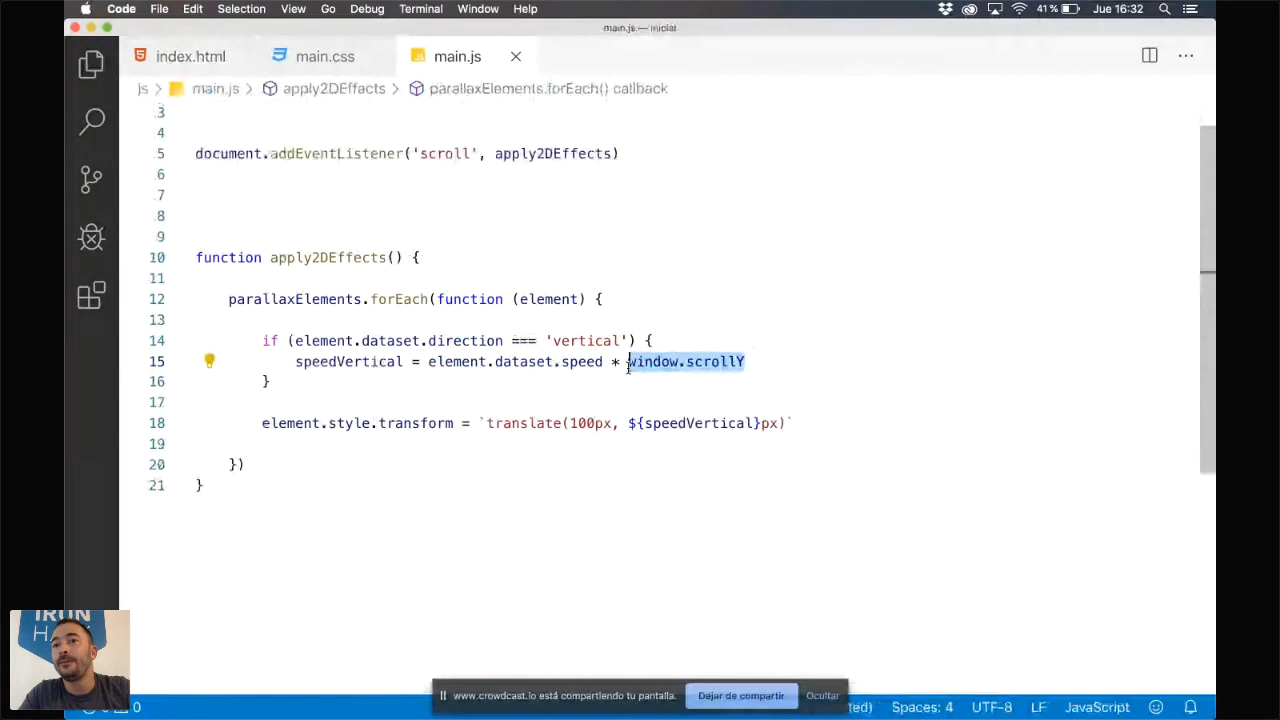 Code File Edit Selection View Go Debug Terminal Window Help 41 % Jue 16:32
main.js — inicial
index.html main.css main.js
js > main.js > apply2DEffects > parallaxElements.forEach() callback
3
4
5 document.addEventListener('scroll', apply2DEffects)
6
7
8
9
10 function apply2DEffects() {
11
12 parallaxElements.forEach(function (element) {
13
14 if (element.dataset.direction === 'vertical') {
15 speedVertical = element.dataset.speed * window.scrollY
16 }
17
18 element.style.transform = `translate(100px, ${speedVertical}px)`
19
20 })
21 }
IRON
www.crowdcast.io está compartiendo tu pantalla. Dejar de compartir Ocultar
0 Spaces: 4 UTF-8 LF JavaScript